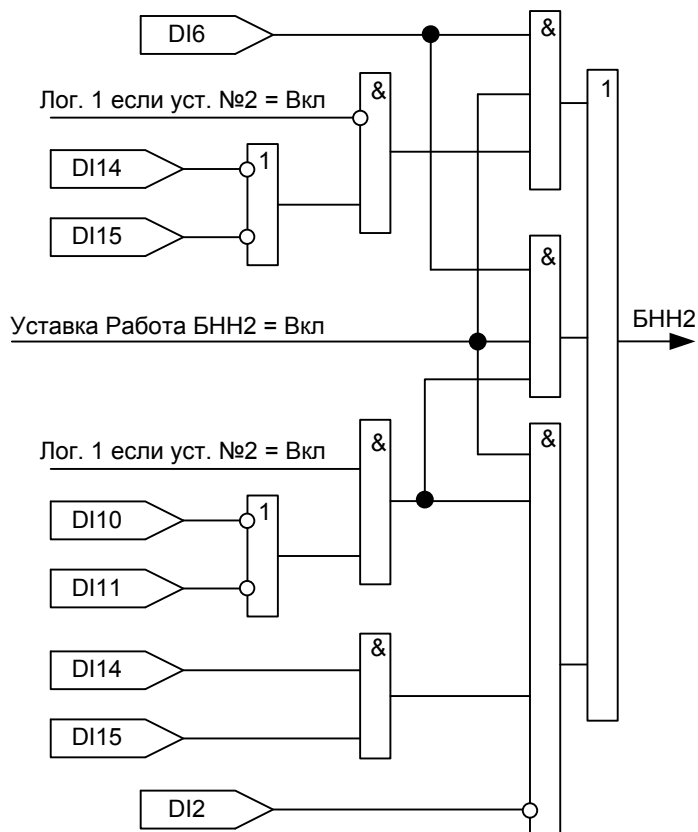 DI6
&
1
Лог. 1 если уст. №2 = Вкл
&
DI14
1
DI15
&
Уставка Работа БНН2 = Вкл
БНН2
Лог. 1 если уст. №2 = Вкл
&
&
DI10
1
DI11
DI14
&
DI15
DI2